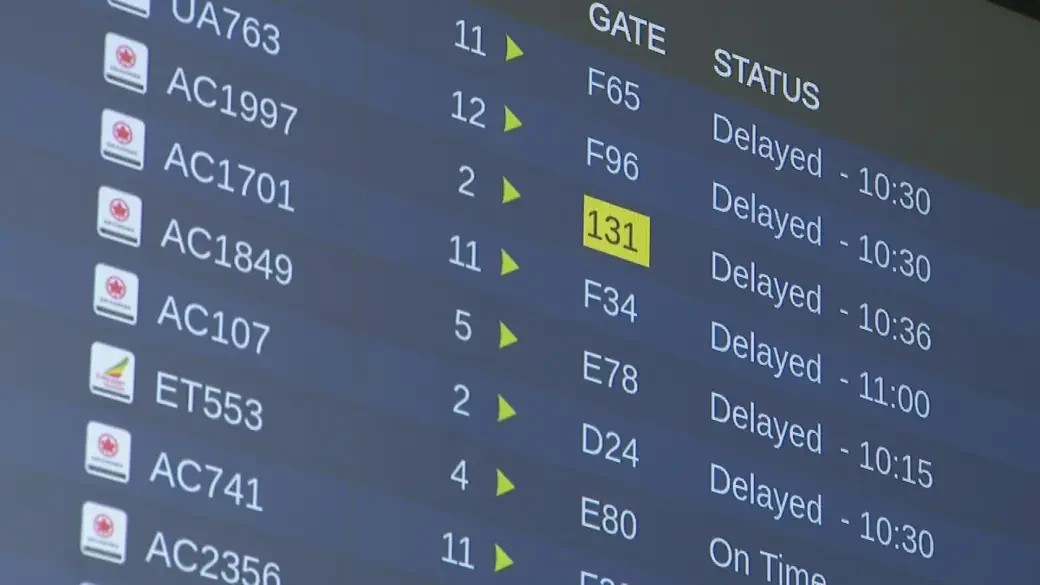 GATE STATUS
11 F65 Delayed - 10:30
UA763 12 F96 Delayed - 10:30
AC1997 2 131 Delayed - 10:36
AC1701 11 F34 Delayed - 11:00
AC1849 5 E78 Delayed - 10:15
AC107 2 D24 Delayed - 10:30
ET553 4 E80 On Time
AC741 11
AC2356